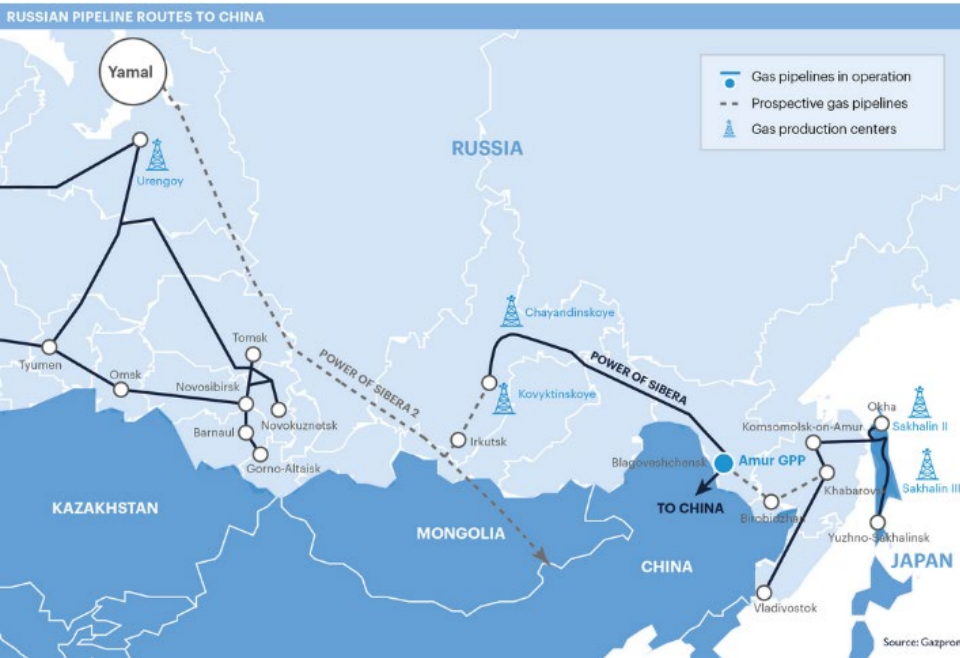 RUSSIAN PIPELINE ROUTES TO CHINA
Yamal
Gas pipelines in operation
Prospective gas pipelines
Gas production centers
RUSSIA
Urengoy
Chayandinskoye
Tomsk
Tyumen
Omsk
Novosibirsk
POWER OF SIBERA 2
POWER OF SIBERA
Kovyktinskoye
Okha
Novokuznetsk
Barnaul
Irkutsk
Komsomolsk-on-Amur
Sakhalin II
Gorno-Altaisk
Blagoveshchensk
Amur GPP
Khabarov
Sakhalin III
KAZAKHSTAN
TO CHINA
Birobidzhan
MONGOLIA
Yuzhno-Sakhalinsk
CHINA
JAPAN
Vladivostok
Source: Gazprom